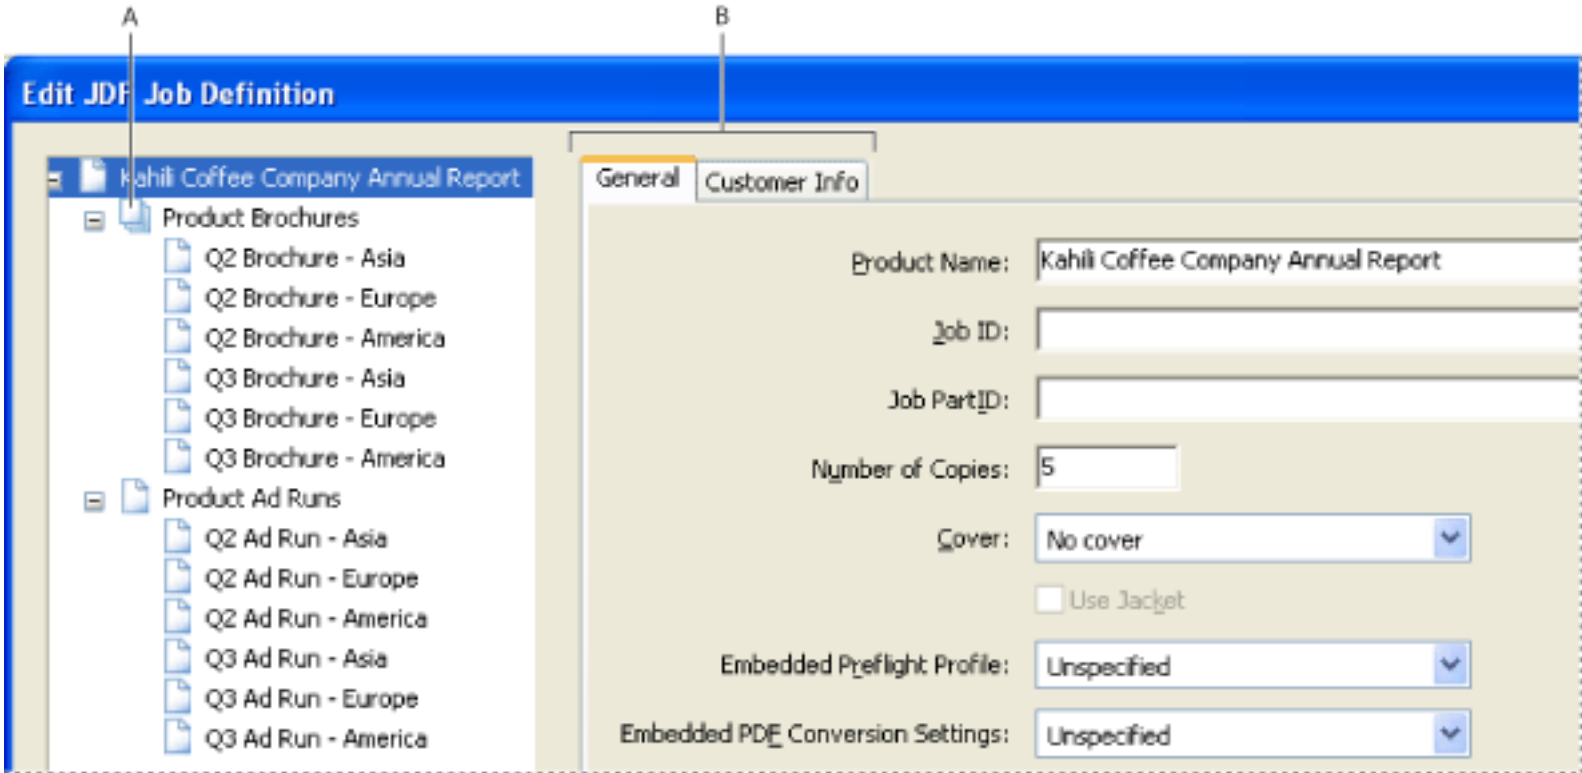 A
B
Edit JDF Job Definition
Kahili Coffee Company Annual Report
Product Brochures
Q2 Brochure - Asia
Q2 Brochure - Europe
Q2 Brochure - America
Q3 Brochure - Asia
Q3 Brochure - Europe
Q3 Brochure - America
Product Ad Runs
Q2 Ad Run - Asia
Q2 Ad Run - Europe
Q2 Ad Run - America
Q3 Ad Run - Asia
Q3 Ad Run - Europe
Q3 Ad Run - America
General
Customer Info
Product Name: Kahili Coffee Company Annual Report
Job ID:
Job PartID:
Number of Copies: 5
Cover: No cover
Use Jacket
Embedded Preflight Profile: Unspecified
Embedded PDF Conversion Settings: Unspecified